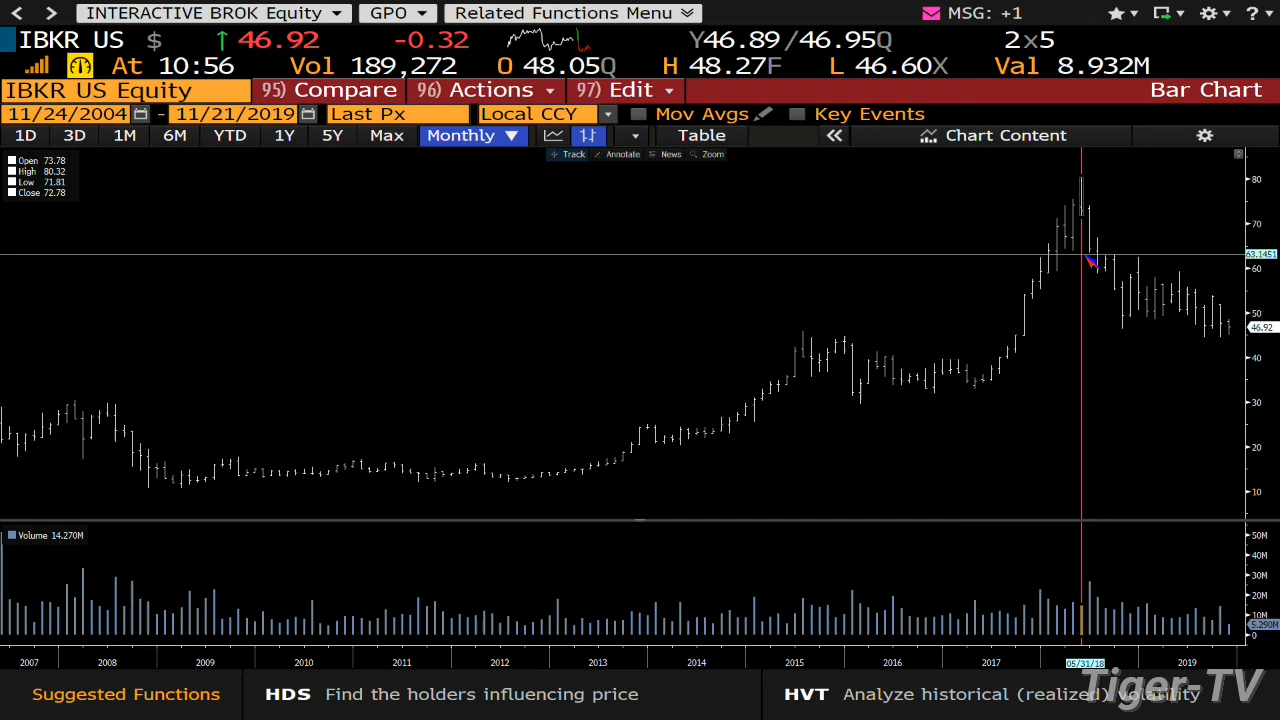 < > INTERACTIVE BROK Equity GPO Related Functions Menu MSG: +1 ?
IBKR US $ ↑ 46.92 -0.32 Y46.89 /46.95Q 2×5
At 10:56 Vol 189,272 O 48.05Q H 48.27F L 46.60X Val 8.932M
IBKR US Equity 95) Compare 96) Actions 97) Edit Bar Chart
11/24/2004 - 11/21/2019 Last Px Local CCY Mov Avgs Key Events
1D 3D 1M 6M YTD 1Y 5Y Max Monthly ▼ Table « Chart Content
Track Annotate News Zoom
Open 73.78
High 80.32
Low 71.81
Close 72.78
80
70
63.1451
60
50
46.92
40
30
20
10
Volume 14.270M
50M
40M
30M
20M
10M
5.290M
0
2007 2008 2009 2010 2011 2012 2013 2014 2015 2016 2017 05/31/18 2019
Tiger-TV
Suggested Functions HDS Find the holders influencing price HVT Analyze historical (realized) volatility